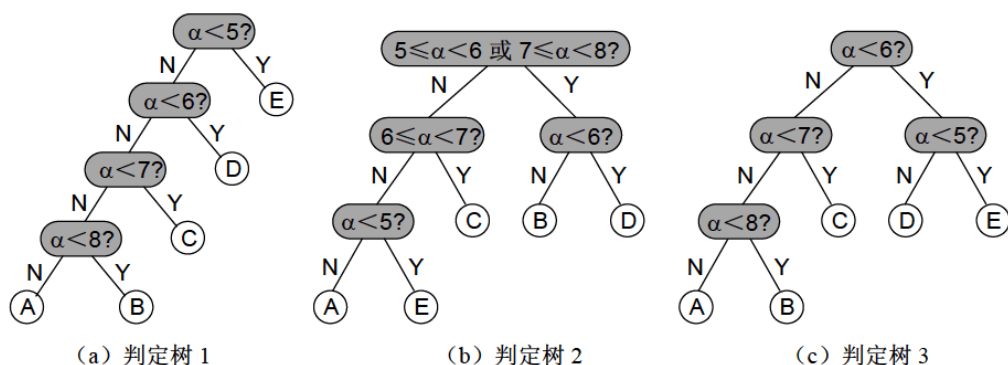 α<5?
N Y
α<6? E
N Y
α<7? D
N Y
α<8? C
N Y
A B
(a) 判定树 1
5≤α<6 或 7≤α<8?
N Y
6≤α<7? α<6?
N Y N Y
α<5? C B D
N Y
A E
(b) 判定树 2
α<6?
N Y
α<7? α<5?
N Y N Y
α<8? C D E
N Y
A B
(c) 判定树 3